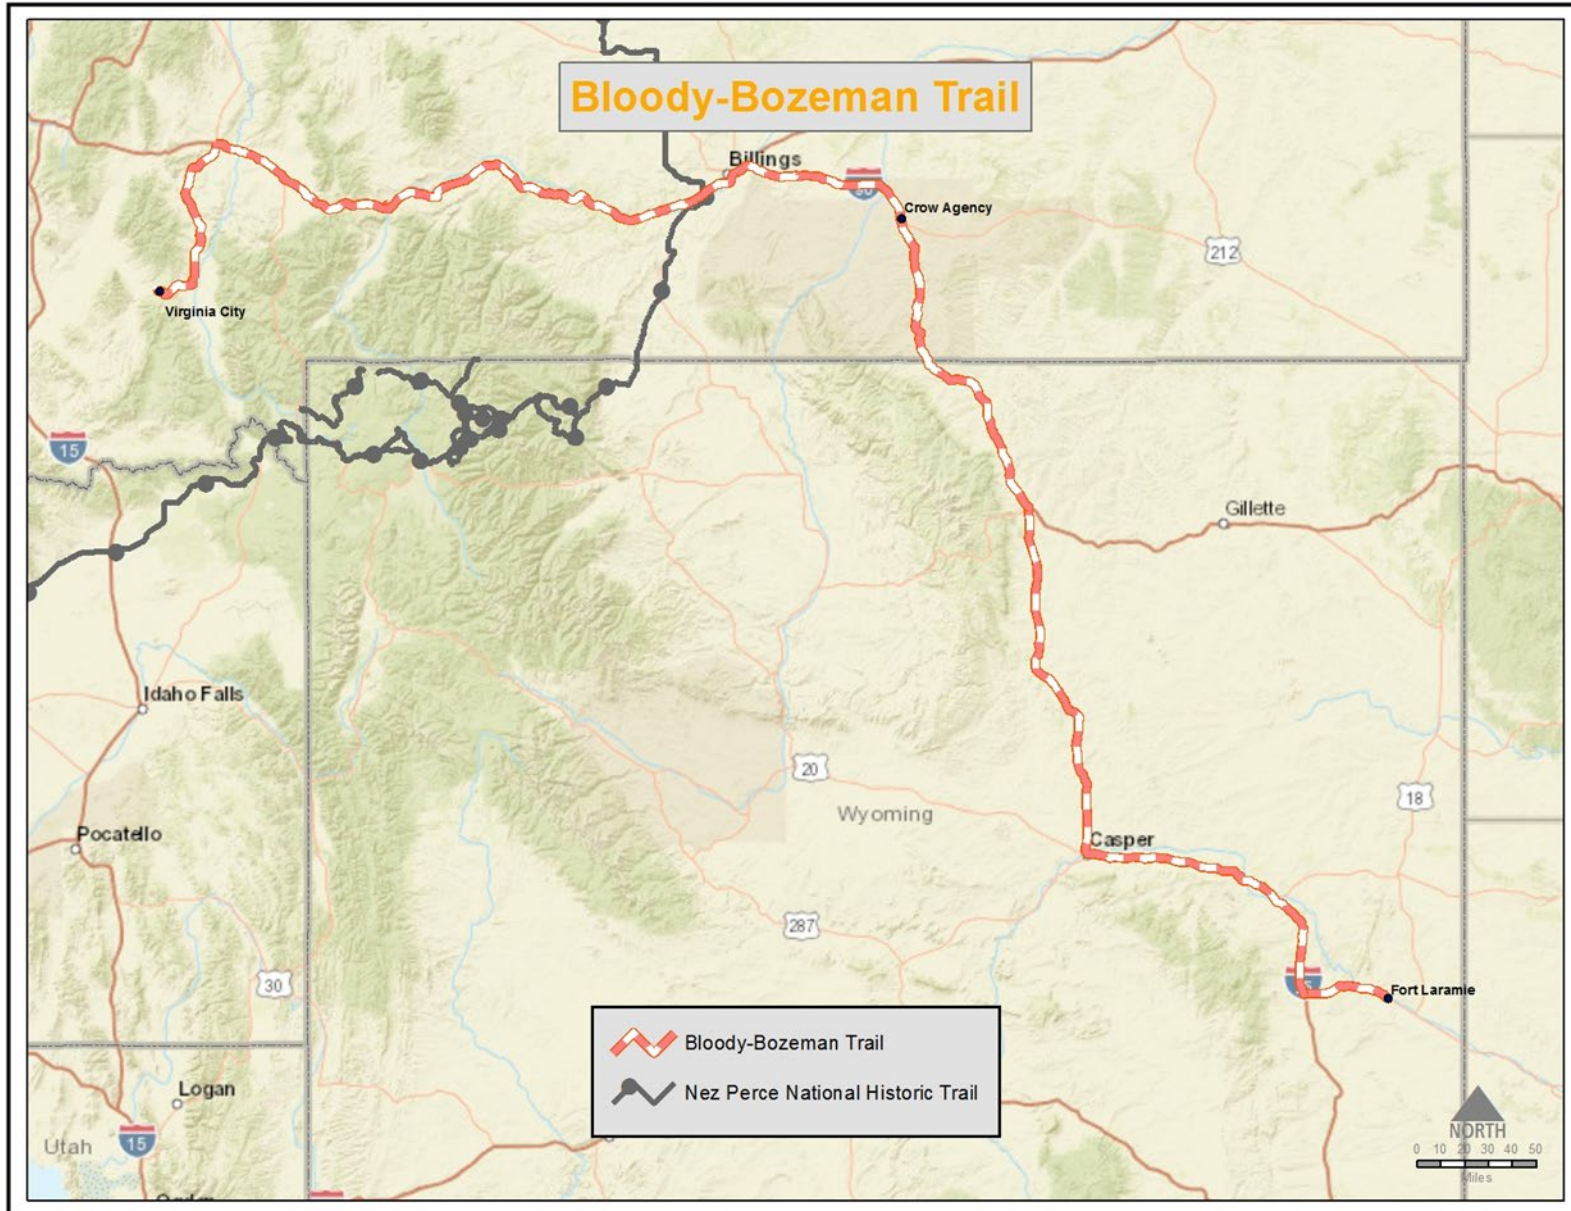 Bloody-Bozeman Trail
Billings
90
Crow Agency
212
Virginia City
15
Gillette
Idaho Falls
20
18
Wyoming
Pocatello
Casper
287
30
Fort Laramie
Bloody-Bozeman Trail
Nez Perce National Historic Trail
Logan
Utah
15
NORTH
0 10 20 30 40 50
Miles